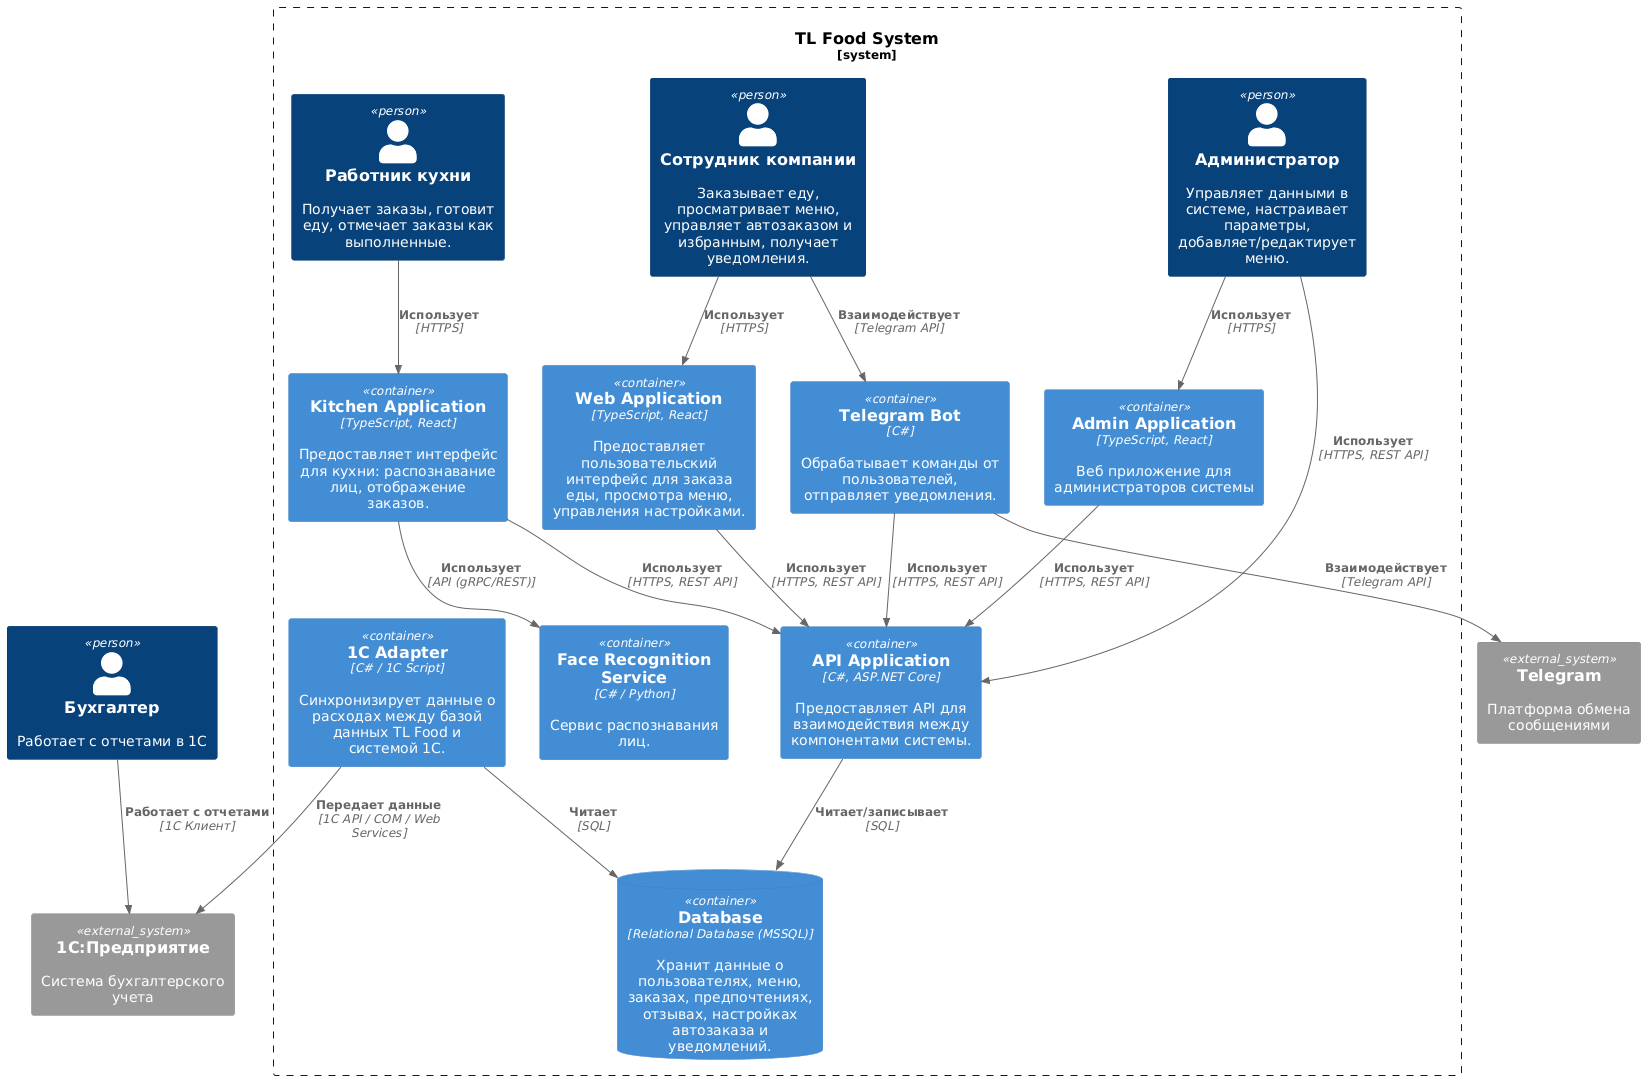 TL Food System
[system]
«person»
Работник кухни
Получает заказы, готовит
еду, отмечает заказы как
выполненные.
«person»
Сотрудник компании
Заказывает еду,
просматривает меню,
управляет автозаказом и
избранным, получает
уведомления.
«person»
Администратор
Управляет данными в
системе, настраивает
параметры,
добавляет/редактирует
меню.
Использует
[HTTPS]
Использует
[HTTPS]
Взаимодействует
[Telegram API]
Использует
[HTTPS]
Использует
[HTTPS, REST API]
«container»
Kitchen Application
[TypeScript, React]
Предоставляет интерфейс
для кухни: распознавание
лиц, отображение
заказов.
«container»
Web Application
[TypeScript, React]
Предоставляет
пользовательский
интерфейс для заказа
еды, просмотра меню,
управления настройками.
«container»
Telegram Bot
[C#]
Обрабатывает команды от
пользователей,
отправляет уведомления.
«container»
Admin Application
[TypeScript, React]
Веб приложение для
администраторов системы
Использует
[API (gRPC/REST)]
Использует
[HTTPS, REST API]
Использует
[HTTPS, REST API]
Использует
[HTTPS, REST API]
Использует
[HTTPS, REST API]
Взаимодействует
[Telegram API]
«person»
Бухгалтер
Работает с отчетами в 1С
«container»
1C Adapter
[C# / 1C Script]
Синхронизирует данные о
расходах между базой
данных TL Food и
системой 1С.
«container»
Face Recognition
Service
[C# / Python]
Сервис распознавания
лиц.
«container»
API Application
[C#, ASP.NET Core]
Предоставляет API для
взаимодействия между
компонентами системы.
«external_system»
Telegram
Платформа обмена
сообщениями
Работает с отчетами
[1С Клиент]
Передает данные
[1C API / COM / Web
Services]
Читает
[SQL]
Читает/записывает
[SQL]
«external_system»
1С:Предприятие
Система бухгалтерского
учета
«container»
Database
[Relational Database (MSSQL)]
Хранит данные о
пользователях, меню,
заказах, предпочтениях,
отзывах, настройках
автозаказа и
уведомлений.